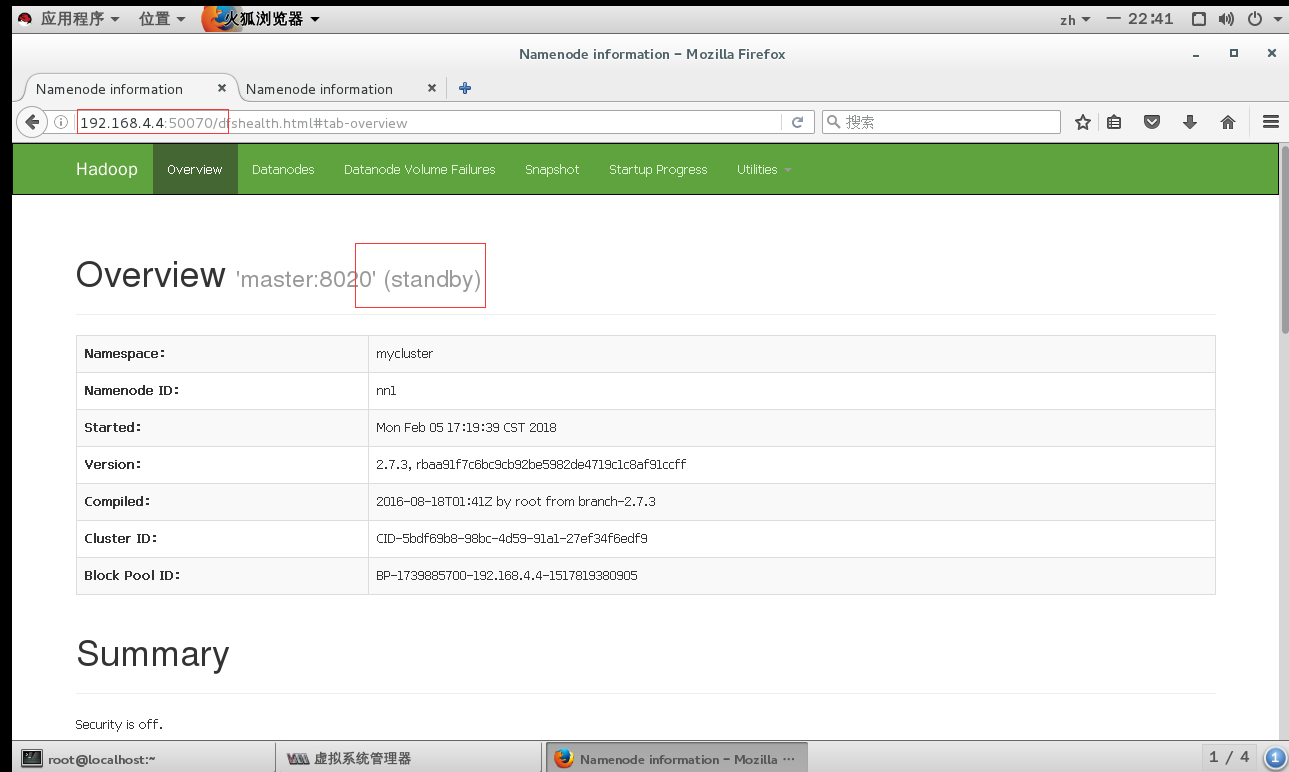 应用程序 位置 火狐浏览器 zh 一 22:41
Namenode information - Mozilla Firefox
Namenode information Namenode information
192.168.4.4:50070/dfshealth.html#tab-overview 搜索
Hadoop Overview Datanodes Datanode Volume Failures Snapshot Startup Progress Utilities
Overview 'master:8020' (standby)
Namespace: mycluster
Namenode ID: nn1
Started: Mon Feb 05 17:19:39 CST 2018
Version: 2.7.3, rbaa91f7c6bc9cb92be5982de4719c1c8af91ccff
Compiled: 2016-08-18T01:41Z by root from branch-2.7.3
Cluster ID: CID-5bdf69b8-98bc-4d59-91a1-27ef34f6edf9
Block Pool ID: BP-1739885700-192.168.4.4-1517819380905
Summary
Security is off.
root@localhost:~ 虚拟系统管理器 Namenode information - Mozilla ··· 1 / 4 1